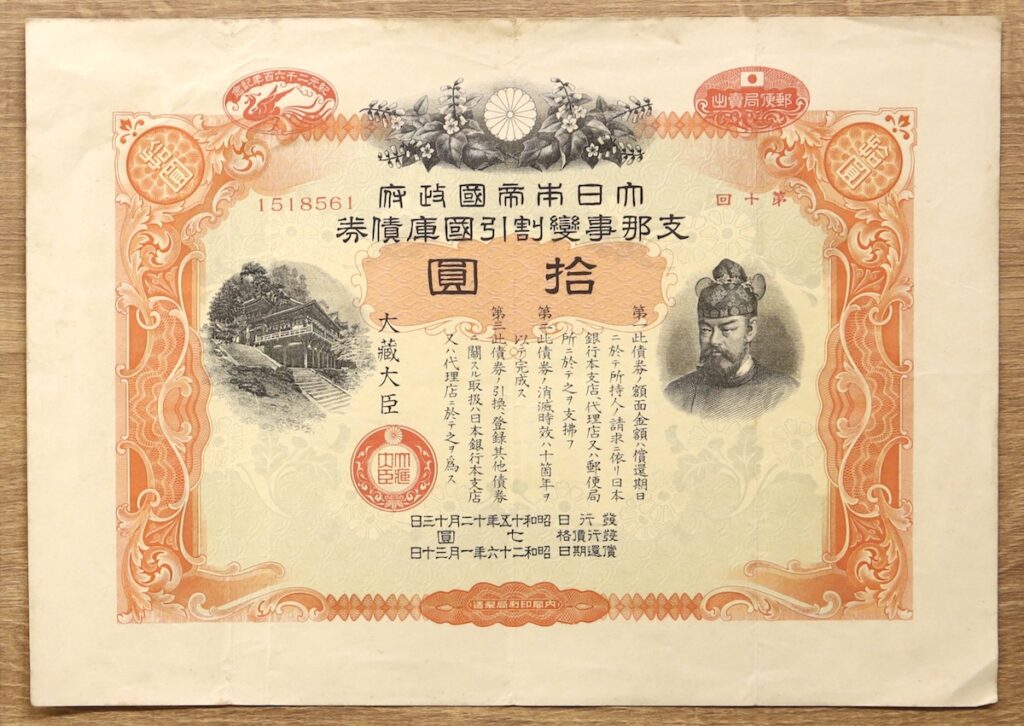 紀元二千六百年記念
郵便局賣出
拾圓
拾圓
大日本帝國政府
第十回
1518561
支那事變割引國庫債券
拾圓
第一 此債券ノ額面金額ハ償還期日
ニ於テ所持人ノ請求ニ依リ日本
銀行本支店、代理店又ハ郵便局
所ニ於テ之ヲ支拂フ
第二 此債券ノ消滅時效ハ十箇年ヲ
以テ完成ス
第三 此債券ノ引換、登錄其他債券
ニ關スル取扱ハ日本銀行本支店
又ハ代理店ニ於テ之ヲ爲ス
大藏大臣
大藏大臣
發行日 昭和十五年十二月十三日
發行價格 七圓
償還期日 昭和二十六年一月三十日
內閣印刷局製造